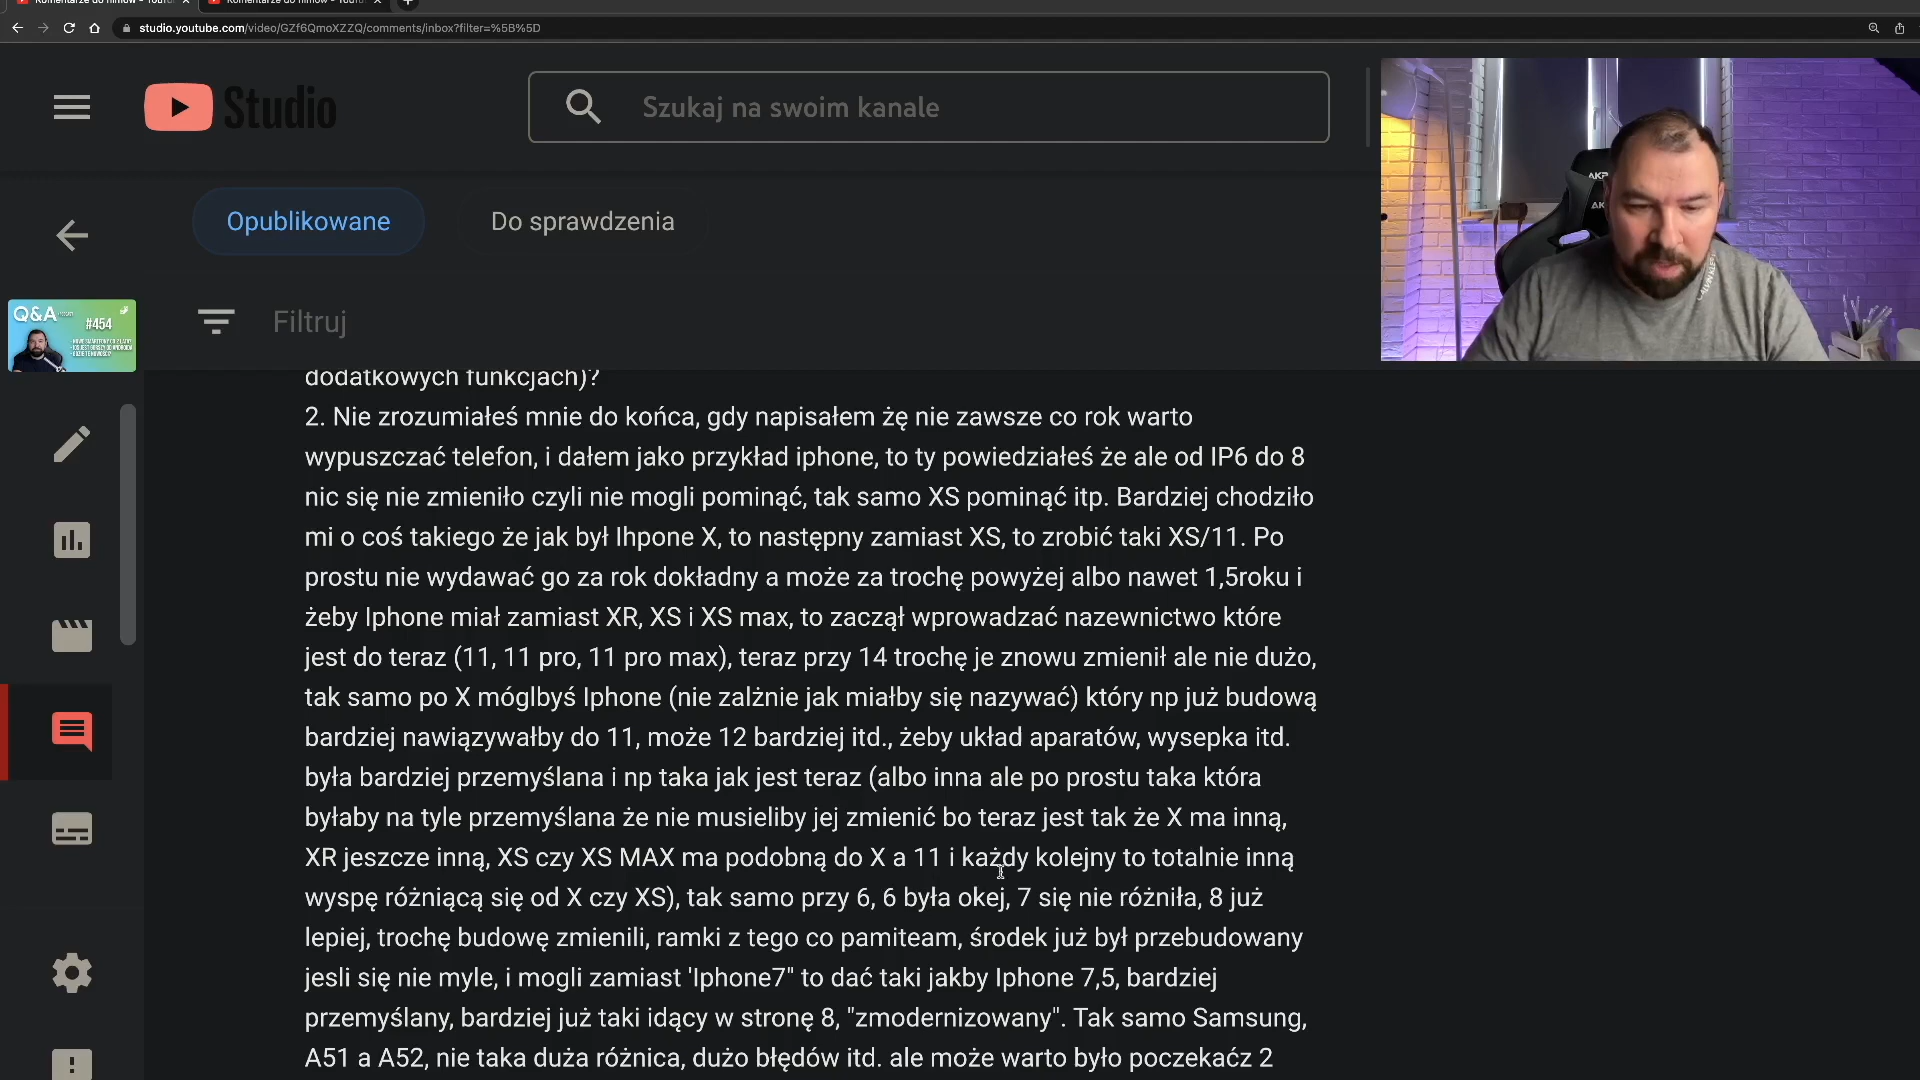 studio.youtube.com/video/GZf6QmoXZZQ/comments/inbox?filter=%5B%5D
Studio
Szukaj na swoim kanale
Opublikowane
Do sprawdzenia
Q&A
#454
Filtruj
dodatkowych funkcjach)?
2. Nie zrozumiałeś mnie do końca, gdy napisałem żę nie zawsze co rok warto
wypuszczać telefon, i dałem jako przykład iphone, to ty powiedziałeś że ale od IP6 do 8
nic się nie zmieniło czyli nie mogli pominąć, tak samo XS pominąć itp. Bardziej chodziło
mi o coś takiego że jak był Ihpone X, to następny zamiast XS, to zrobić taki XS/11. Po
prostu nie wydawać go za rok dokładny a może za trochę powyżej albo nawet 1,5roku i
żeby Iphone miał zamiast XR, XS i XS max, to zaczął wprowadzać nazewnictwo które
jest do teraz (11, 11 pro, 11 pro max), teraz przy 14 trochę je znowu zmienił ale nie dużo,
tak samo po X móglbyś Iphone (nie zalżnie jak miałby się nazywać) który np już budową
bardziej nawiązywałby do 11, może 12 bardziej itd., żeby układ aparatów, wysepka itd.
była bardziej przemyślana i np taka jak jest teraz (albo inna ale po prostu taka która
byłaby na tyle przemyślana że nie musieliby jej zmienić bo teraz jest tak że X ma inną,
XR jeszcze inną, XS czy XS MAX ma podobną do X a 11 i każdy kolejny to totalnie inną
wyspę różniącą się od X czy XS), tak samo przy 6, 6 była okej, 7 się nie różniła, 8 już
lepiej, trochę budowę zmienili, ramki z tego co pamiteam, środek już był przebudowany
jesli się nie myle, i mogli zamiast 'Iphone7" to dać taki jakby Iphone 7,5, bardziej
przemyślany, bardziej już taki idący w stronę 8, "zmodernizowany". Tak samo Samsung,
A51 a A52, nie taka duża różnica, dużo błędów itd. ale może warto było poczekaćz 2